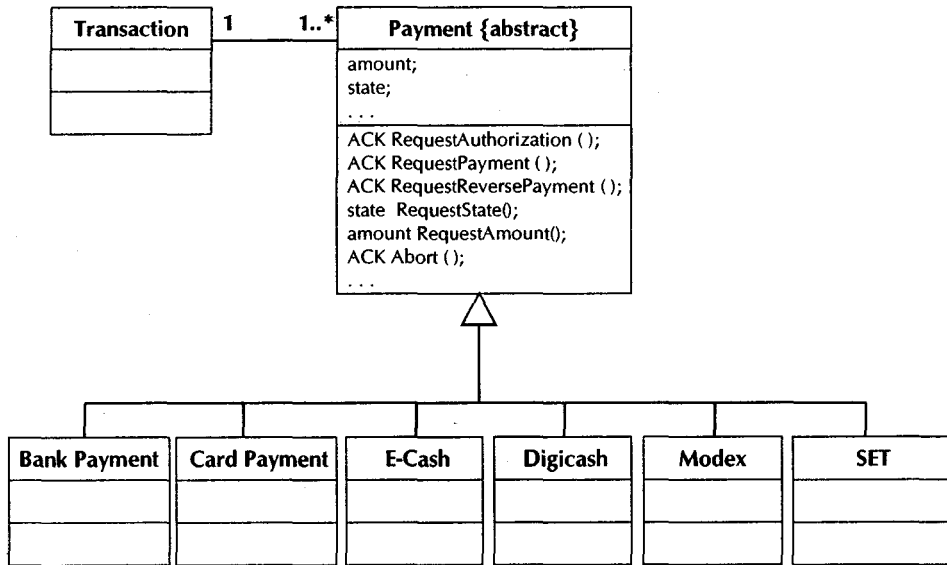 Transaction
1
1..*
Payment {abstract}
amount;
state;
. . .
ACK RequestAuthorization ( );
ACK RequestPayment ( );
ACK RequestReversePayment ( );
state RequestState();
amount RequestAmount();
ACK Abort ( );
. . .
Bank Payment
Card Payment
E-Cash
Digicash
Modex
SET